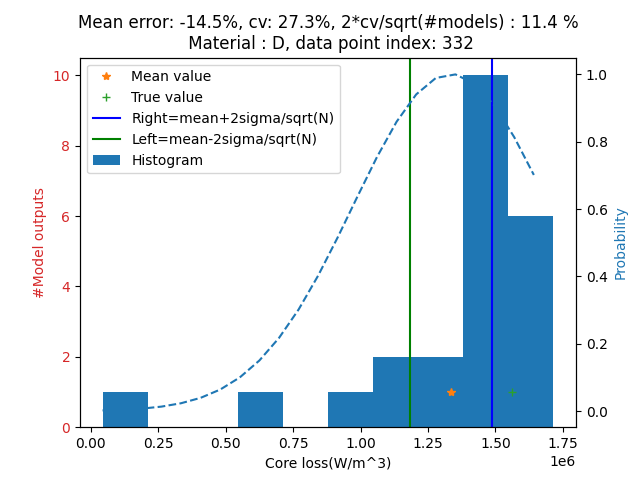 Mean error: -14.5%, cv: 27.3%, 2*cv/sqrt(#models) : 11.4 %
Material : D, data point index: 332
Mean value
True value
Right=mean+2sigma/sqrt(N)
Left=mean-2sigma/sqrt(N)
Histogram
#Model outputs
10
8
6
4
2
0
1.0
0.8
0.6
0.4
0.2
0.0
Probability
0.00 0.25 0.50 0.75 1.00 1.25 1.50 1.75
1e6
Core loss(W/m^3)